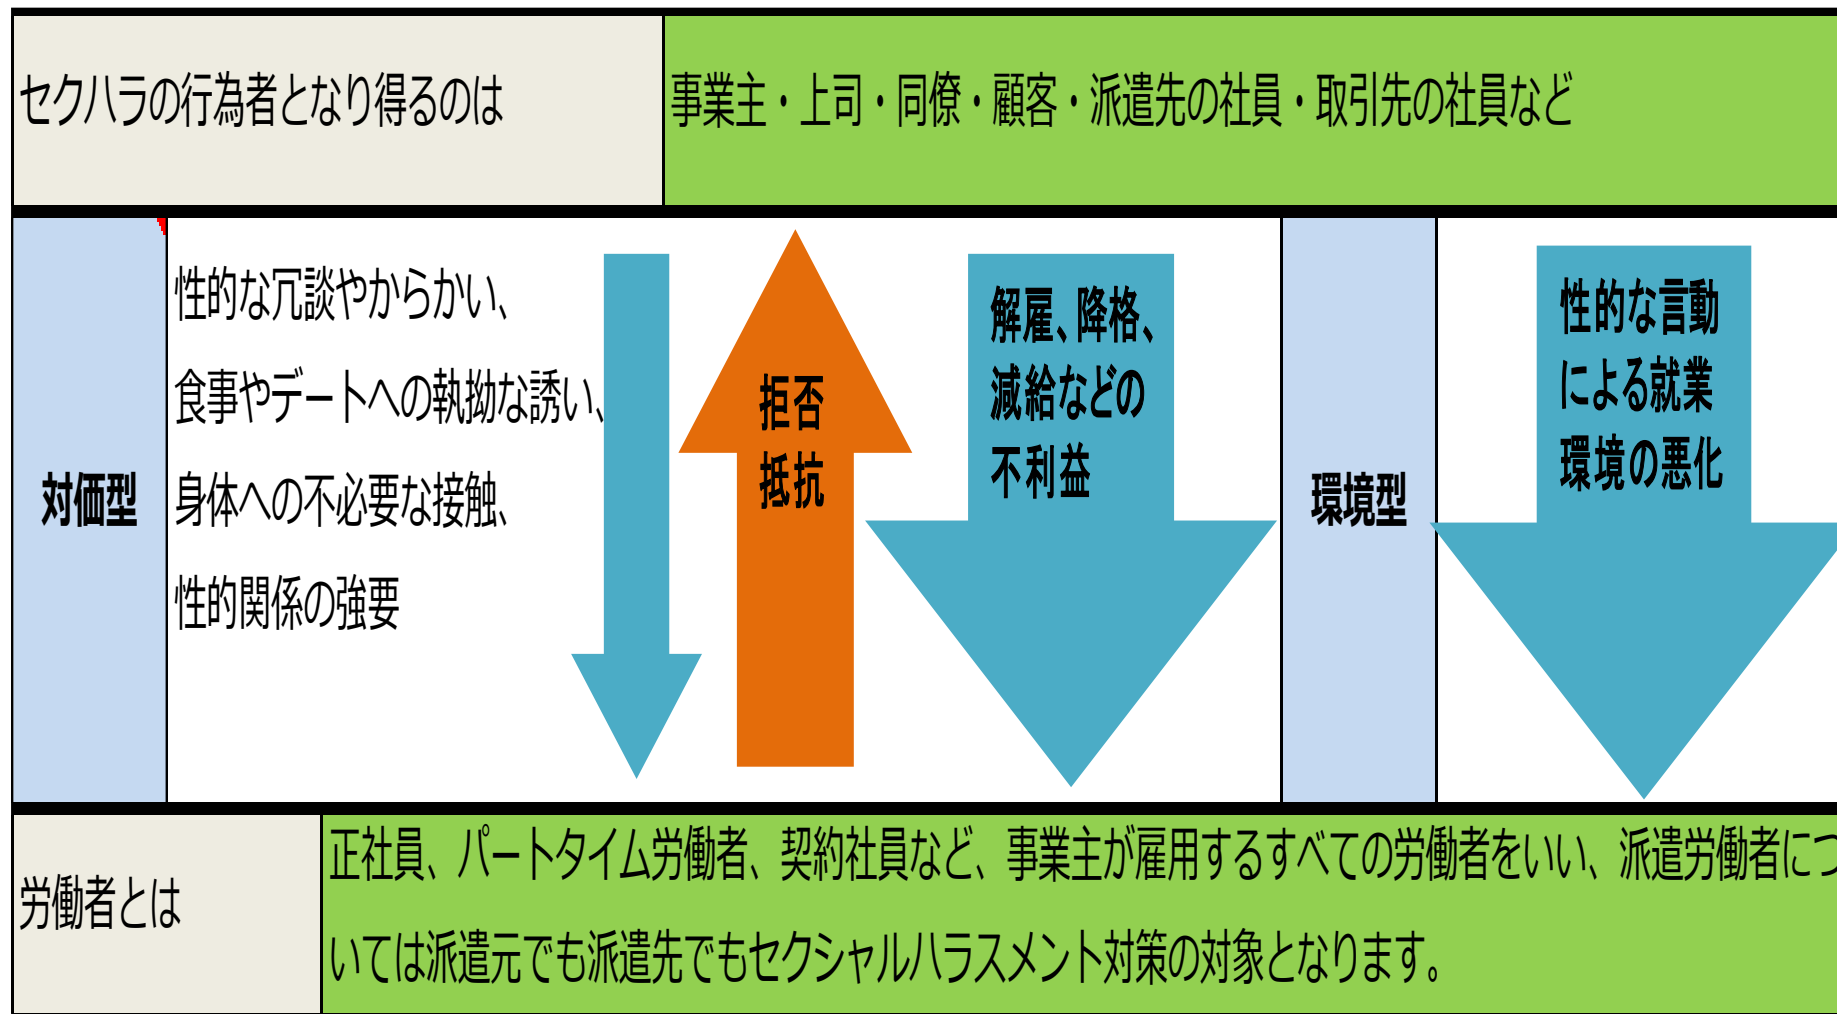 セクハラの行為者となり得るのは
事業主・上司・同僚・顧客・派遣先の社員・取引先の社員など
対価型
性的な冗談やからかい、
食事やデートへの執拗な誘い、
身体への不必要な接触、
性的関係の強要
拒否
抵抗
解雇、降格、
減給などの
不利益
環境型
性的な言動
による就業
環境の悪化
労働者とは
正社員、パートタイム労働者、契約社員など、事業主が雇用するすべての労働者をいい、派遣労働者につ
いては派遣元でも派遣先でもセクシャルハラスメント対策の対象となります。